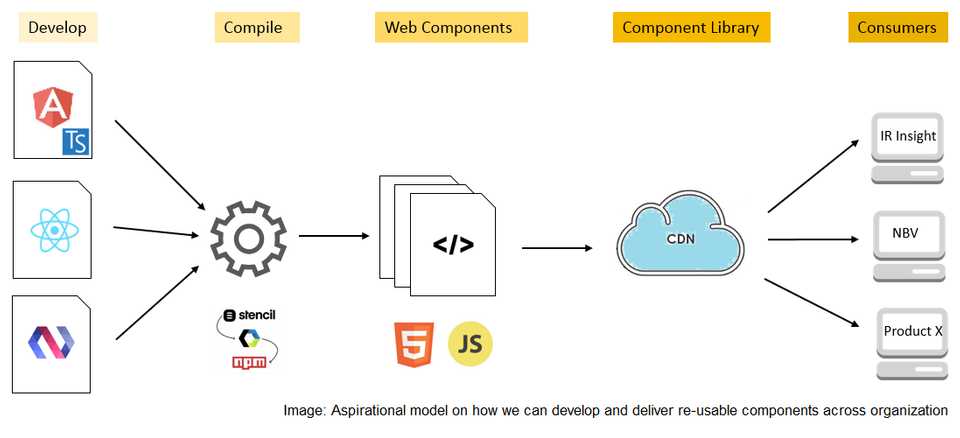 Develop
Compile
Web Components
Component Library
Consumers
A
TS
IR Insight
</>
CDN
NBV
stencil
npm
5
JS
Product X
Image: Aspirational model on how we can develop and deliver re-usable components across organization